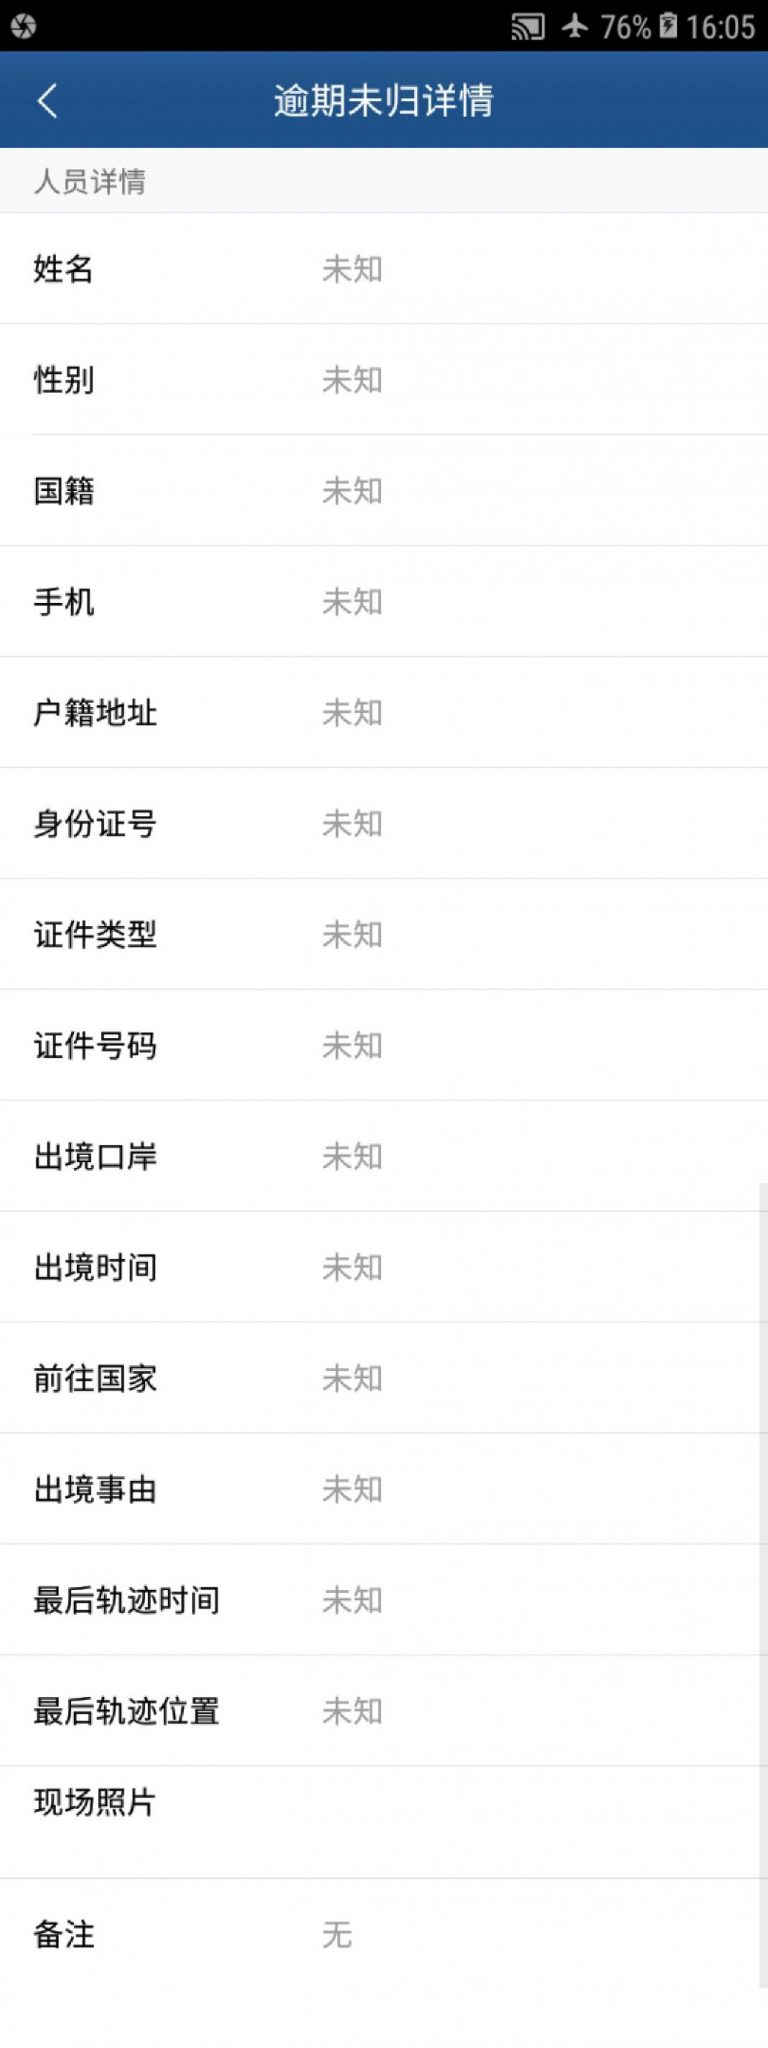 76% 16:05
逾期未归详情
人员详情
姓名 未知
性别 未知
国籍 未知
手机 未知
户籍地址 未知
身份证号 未知
证件类型 未知
证件号码 未知
出境口岸 未知
出境时间 未知
前往国家 未知
出境事由 未知
最后轨迹时间 未知
最后轨迹位置 未知
现场照片
备注 无